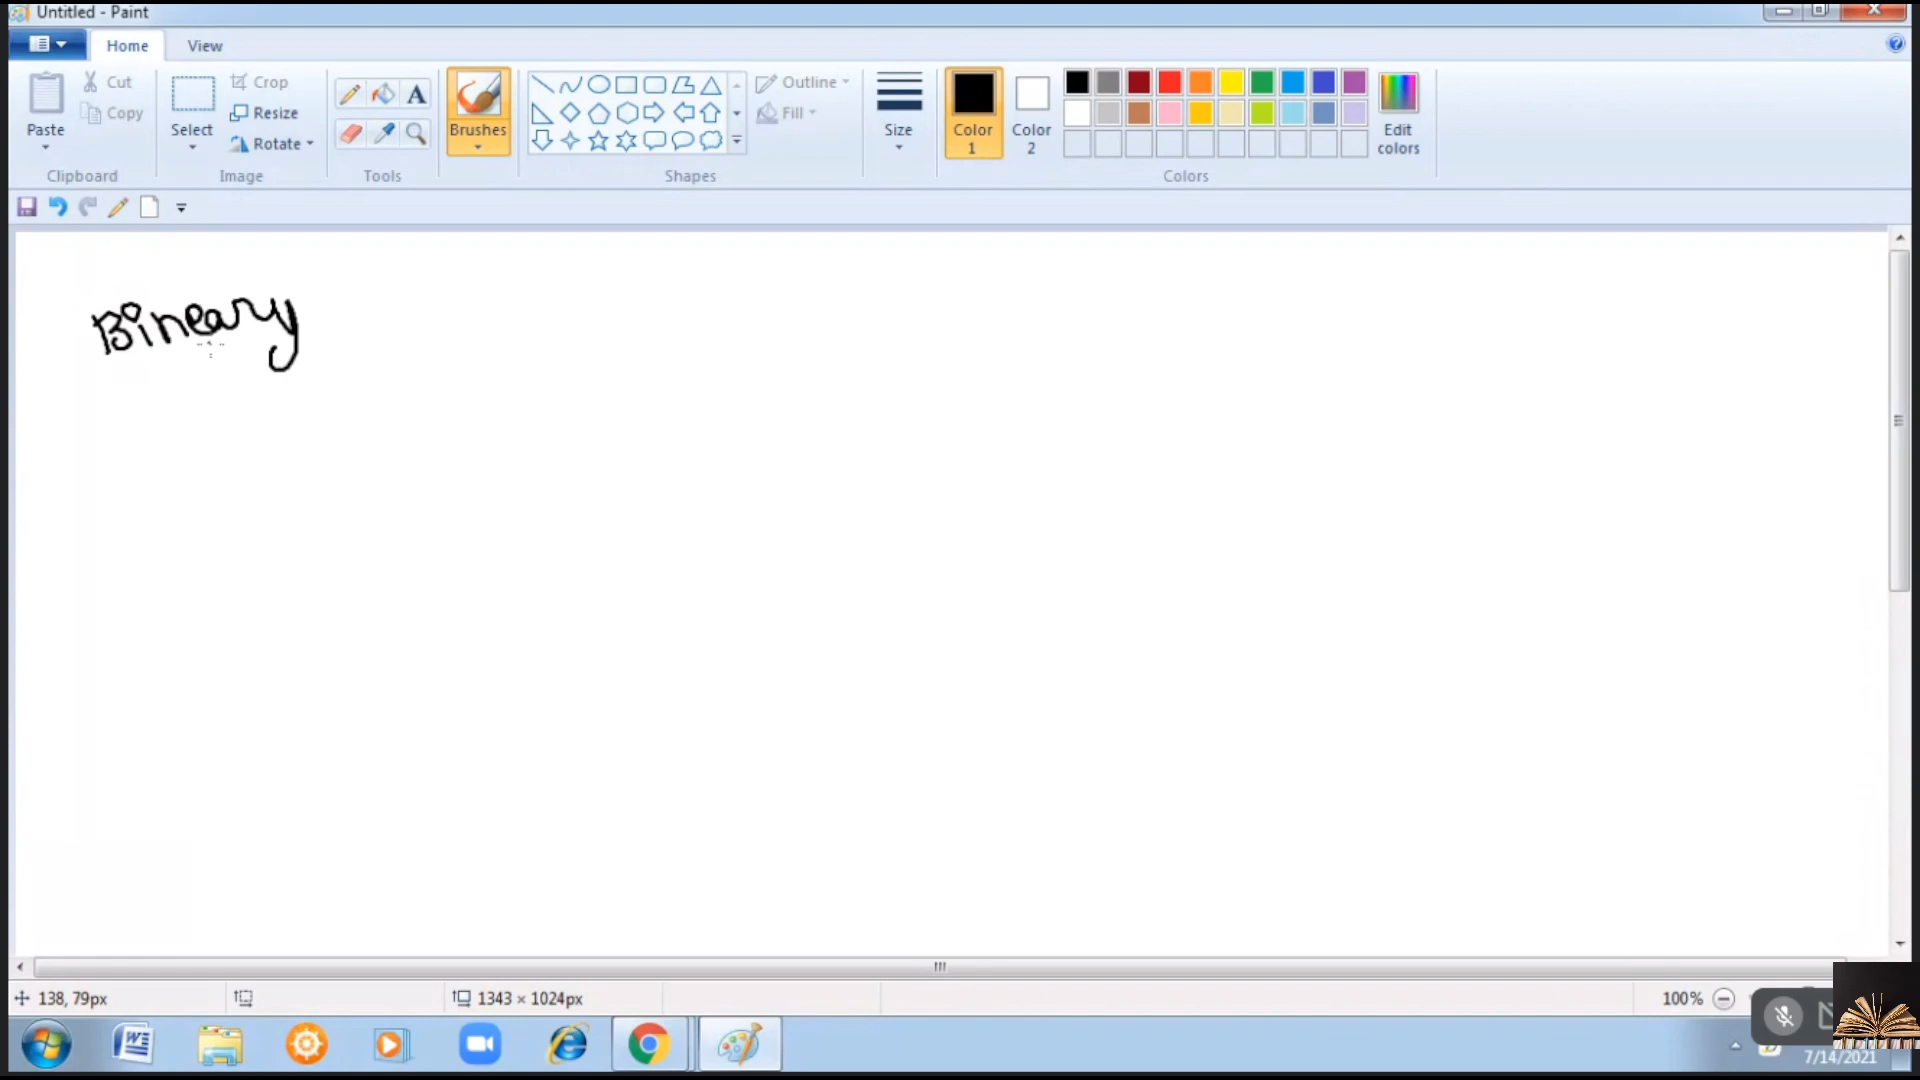 Untitled - Paint
Home View
Cut
Copy
Paste
Clipboard
Select
Crop
Resize
Rotate
Image
Tools
Brushes
Outline
Fill
Shapes
Size
Color 1
Color 2
Edit colors
Colors
Bineary
138, 79px
1343 × 1024px
100%
7/14/2021